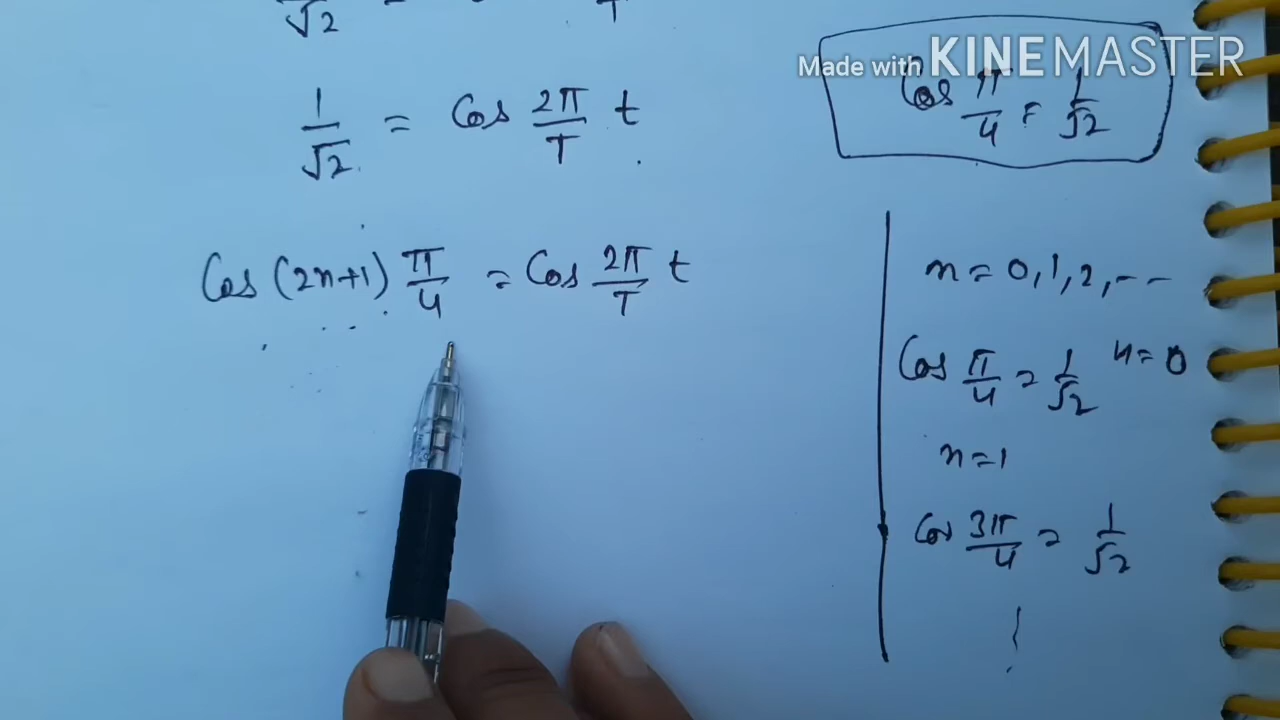 √2
T
1/√2 = Cos 2π/T t
Cos (2n+1) π/4 = Cos 2π/T t
Made with KINEMASTER
Cos π/4 = 1/√2
n = 0, 1, 2, - -
Cos π/4 = 1/√2 n = 0
n = 1
Cos 3π/4 = 1/√2